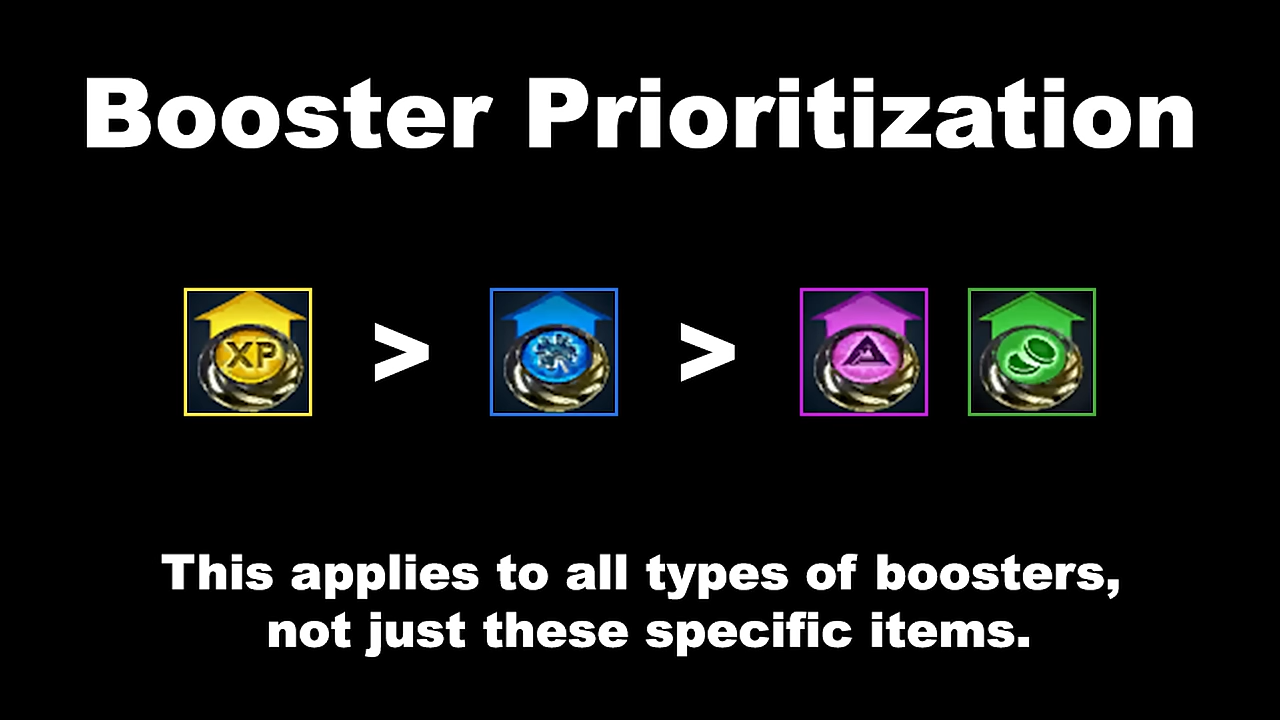 Booster Prioritization
XP > > 
This applies to all types of boosters,
not just these specific items.